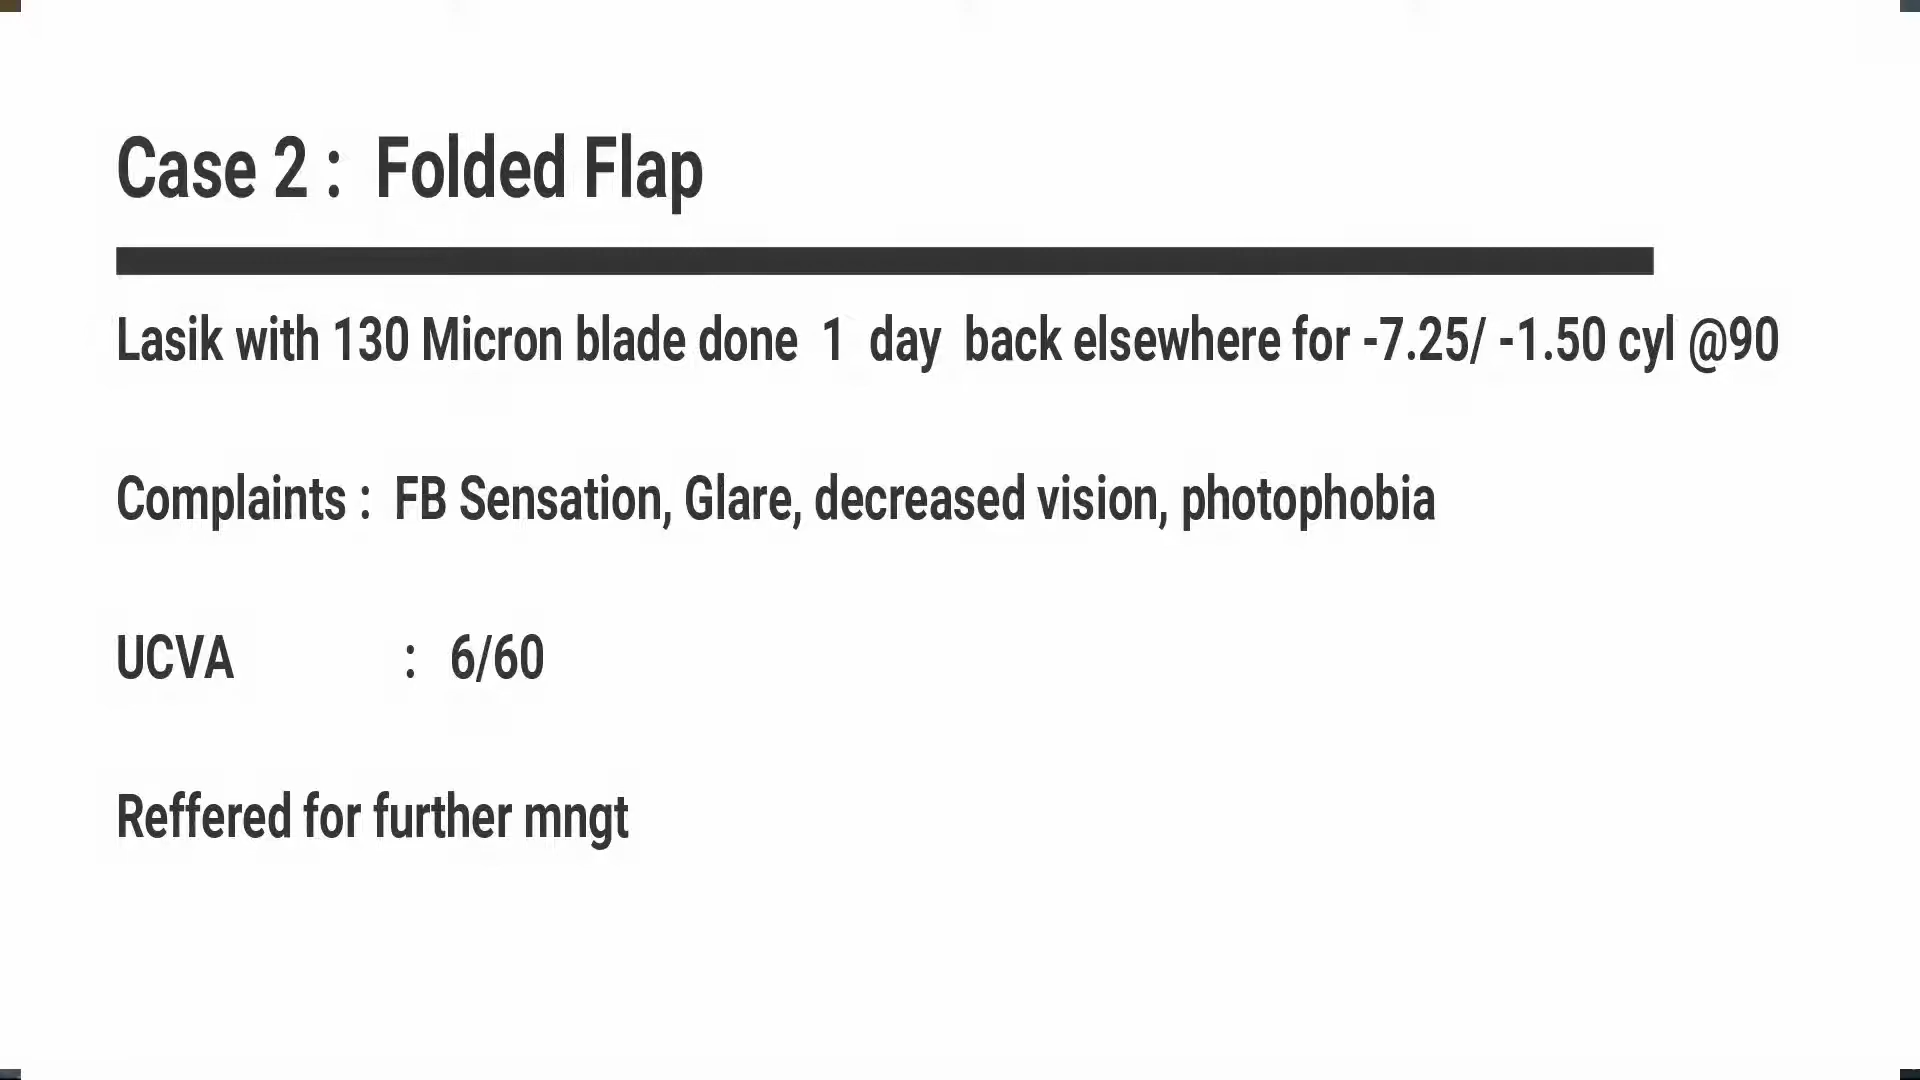 Case 2 : Folded Flap
Lasik with 130 Micron blade done 1 day back elsewhere for -7.25/ -1.50 cyl @90
Complaints : FB Sensation, Glare, decreased vision, photophobia
UCVA : 6/60
Reffered for further mngt